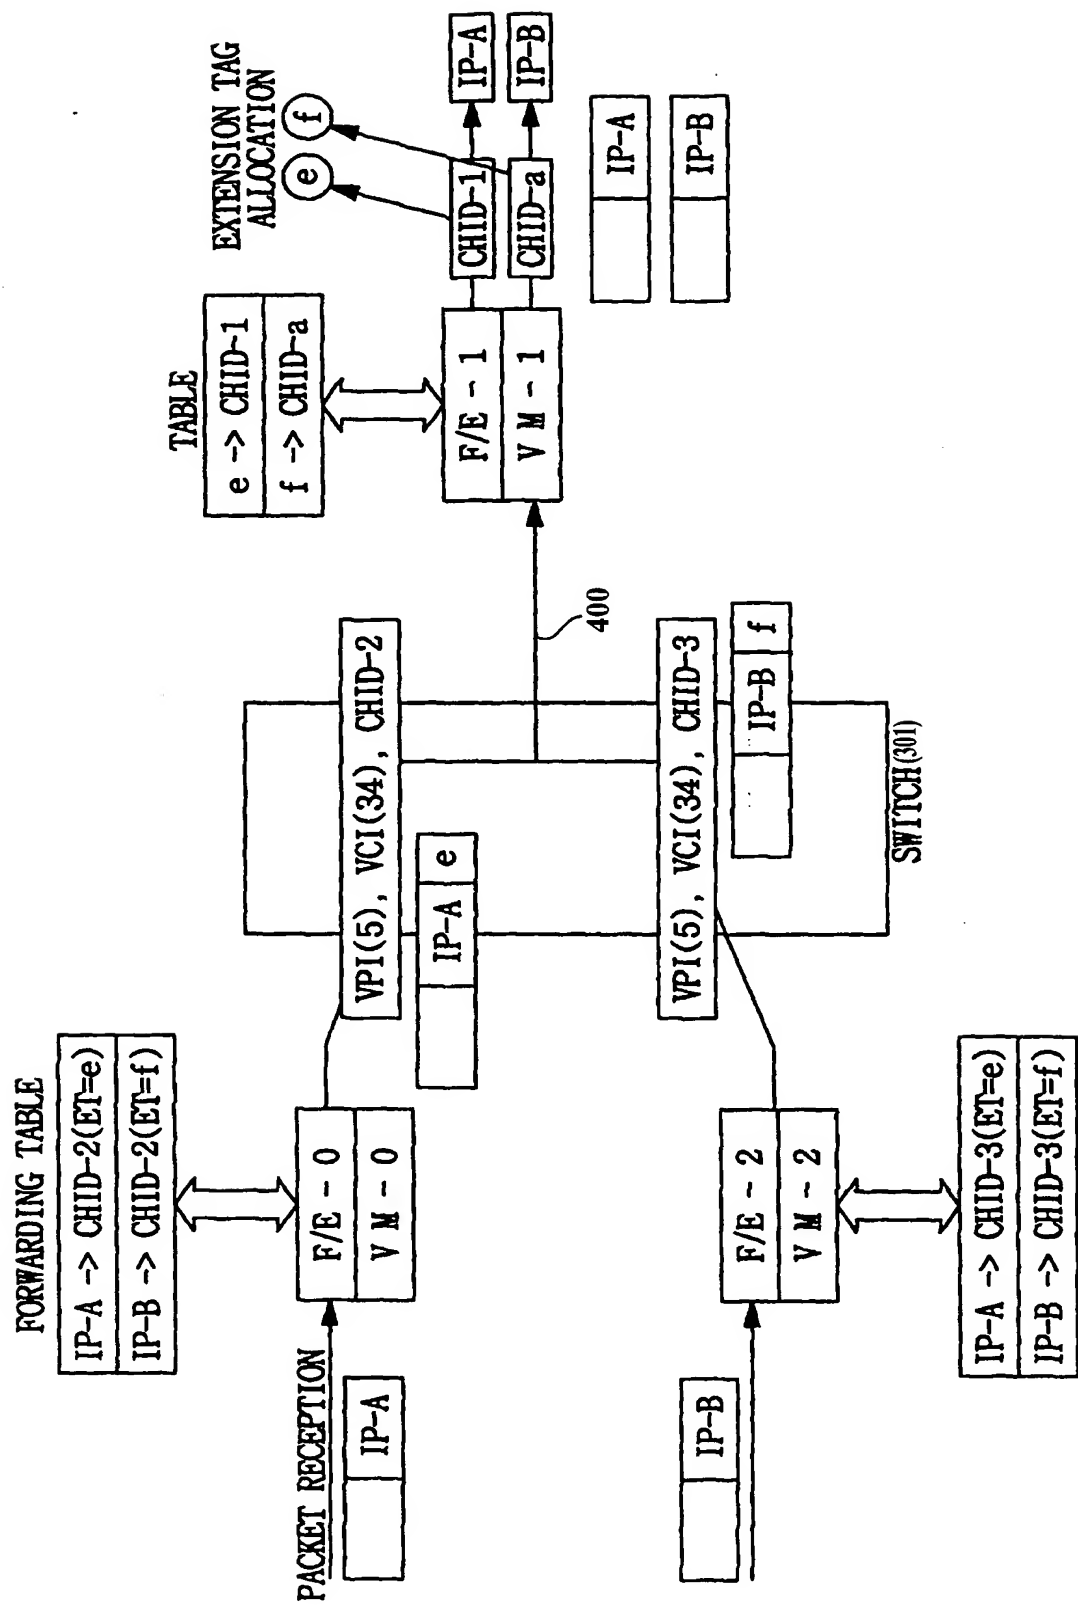 FORWARDING TABLE
IP-A -> CHID-2(ET=e)
IP-B -> CHID-2(ET=f)
PACKET RECEPTION
F/E - 0
VM - 0
IP-A
VPI(5), VCI(34), CHID-2
IP-A e
TABLE
e -> CHID-1
f -> CHID-a
EXTENSION TAG
ALLOCATION
e f
F/E - 1
VM - 1
CHID-1
CHID-a
IP-A
IP-B
IP-A
IP-B
400
IP-B
F/E - 2
VM - 2
VPI(5), VCI(34), CHID-3
IP-B f
SWITCH(301)
IP-A -> CHID-3(ET=e)
IP-B -> CHID-3(ET=f)